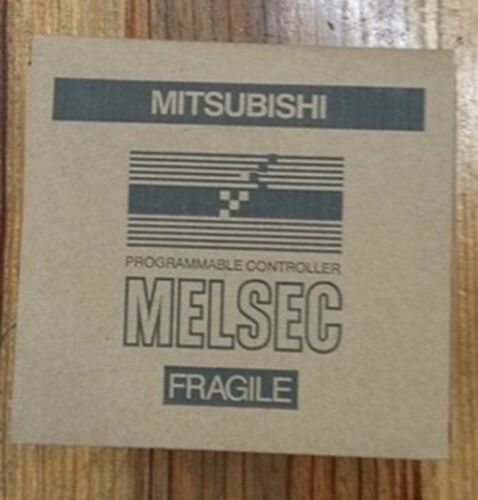 MITSUBISHI
PROGRAMMABLE CONTROLLER
MELSEC
FRAGILE